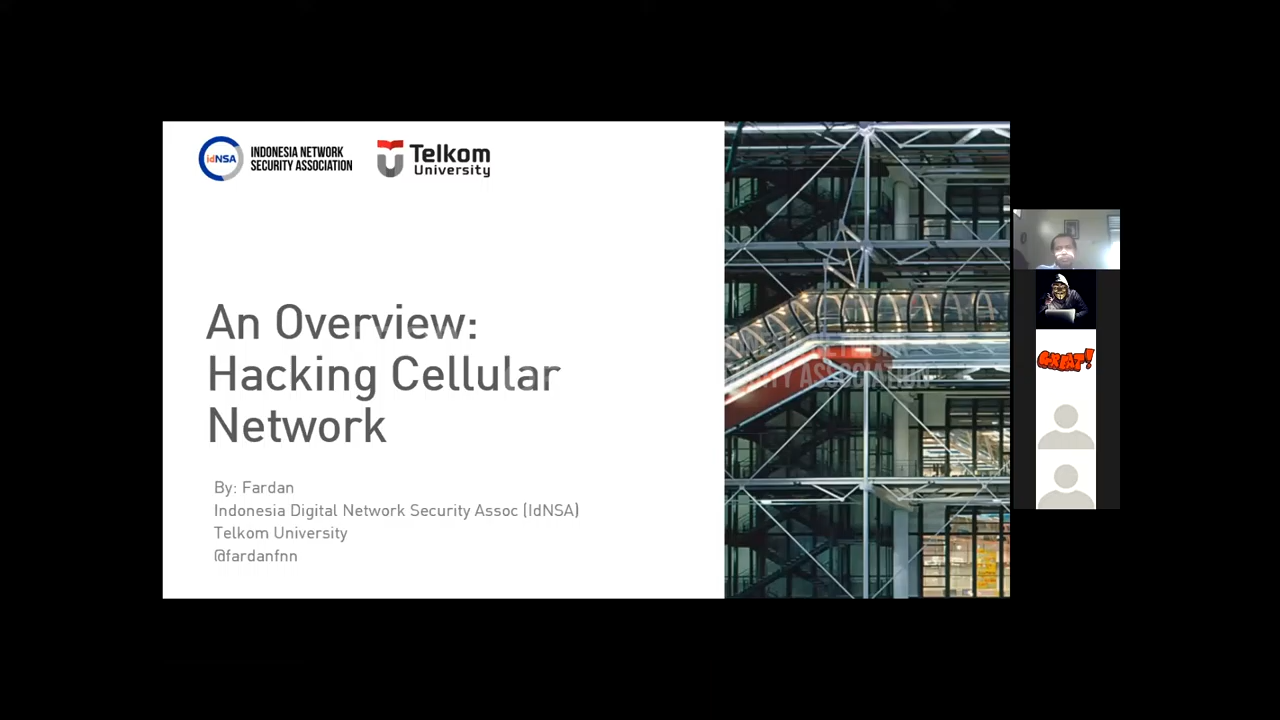 idNSA
INDONESIA NETWORK
SECURITY ASSOCIATION
Telkom
University
An Overview:
Hacking Cellular
Network
By: Fardan
Indonesia Digital Network Security Assoc (IdNSA)
Telkom University
@fardanfnn